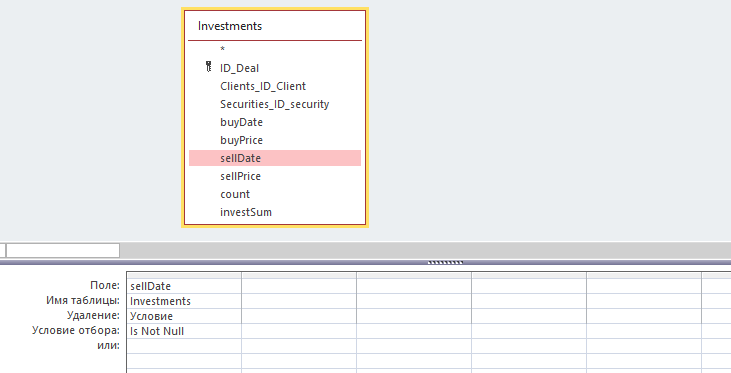 Investments
*
ID_Deal
Clients_ID_Client
Securities_ID_security
buyDate
buyPrice
sellDate
sellPrice
count
investSum
Поле: sellDate
Имя таблицы: Investments
Удаление: Условие
Условие отбора: Is Not Null
или: